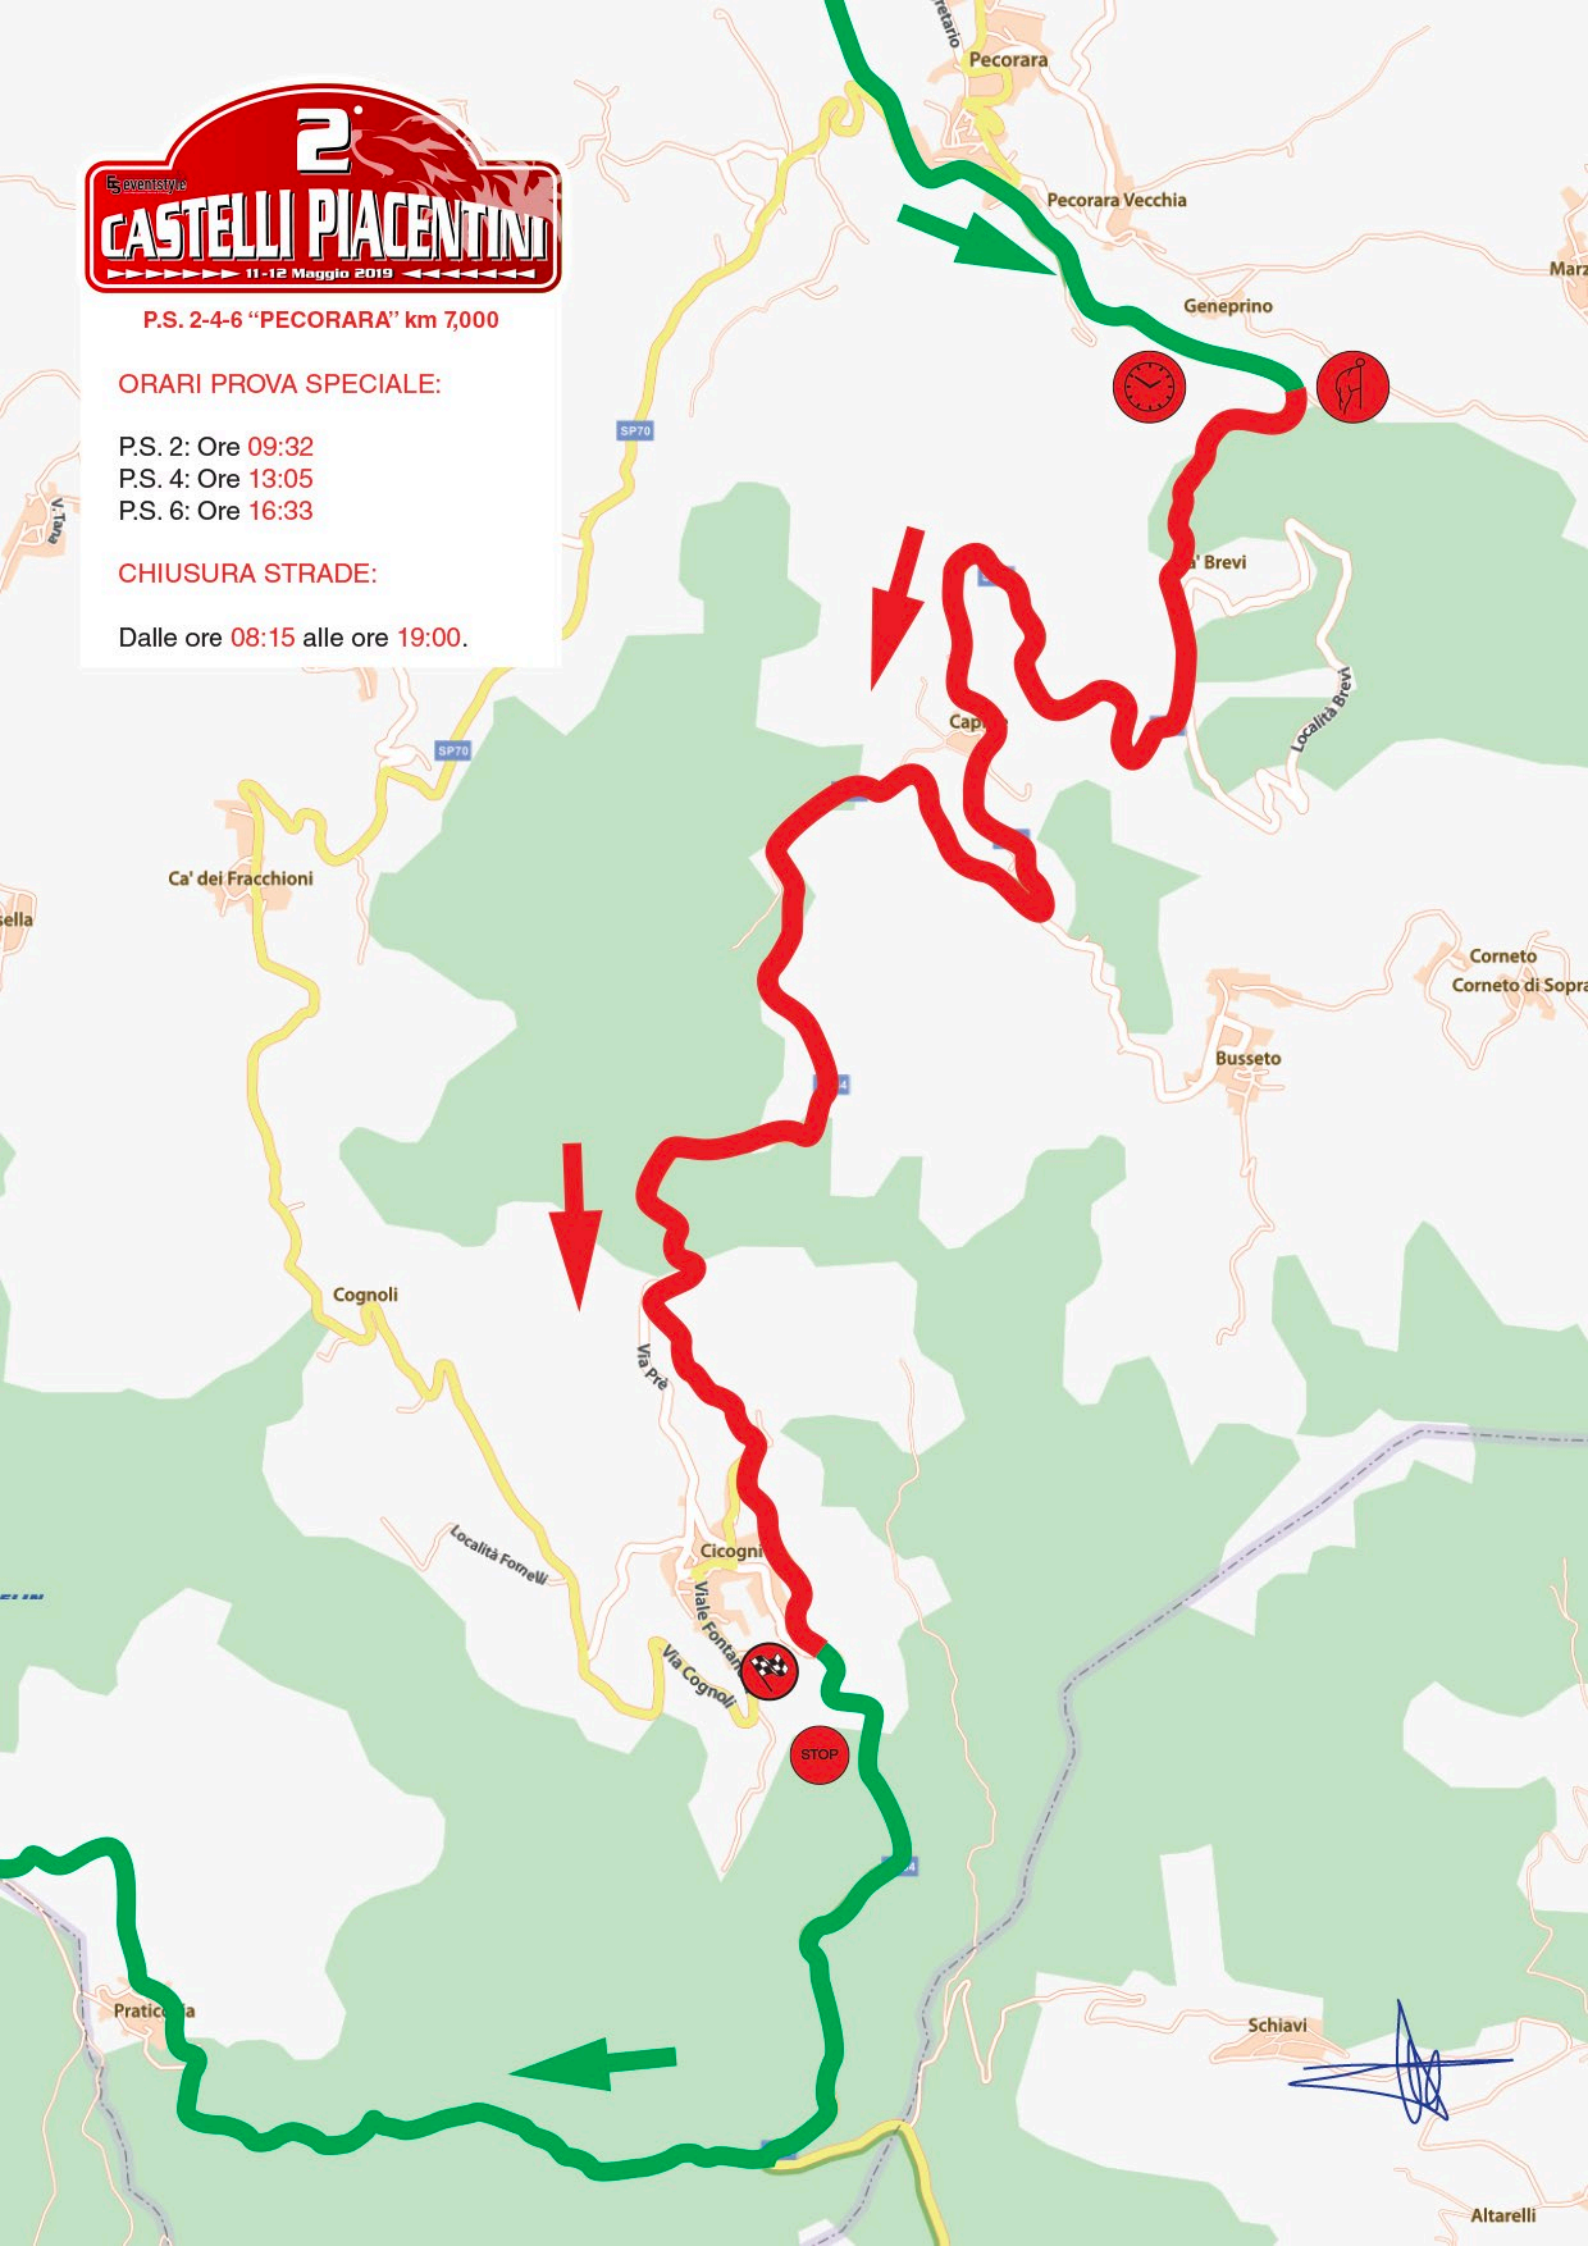 Pecorara
2°
eventstyle
CASTELLI PIACENTINI
11-12 Maggio 2019
Pecorara Vecchia
Geneprino
P.S. 2-4-6 “PECORARA” km 7,000
ORARI PROVA SPECIALE:
SP70
P.S. 2: Ore 09:32
P.S. 4: Ore 13:05
P.S. 6: Ore 16:33
V. Tana
CHIUSURA STRADE:
Dalle ore 08:15 alle ore 19:00.
Località Brevi
SP70
Ca' dei Fracchioni
Corneto
Corneto di Sopra
Busseto
Cognoli
Via Prè
Località Fornelli
Cicogni
Via Cognoli
STOP
Schiavi
Altarelli